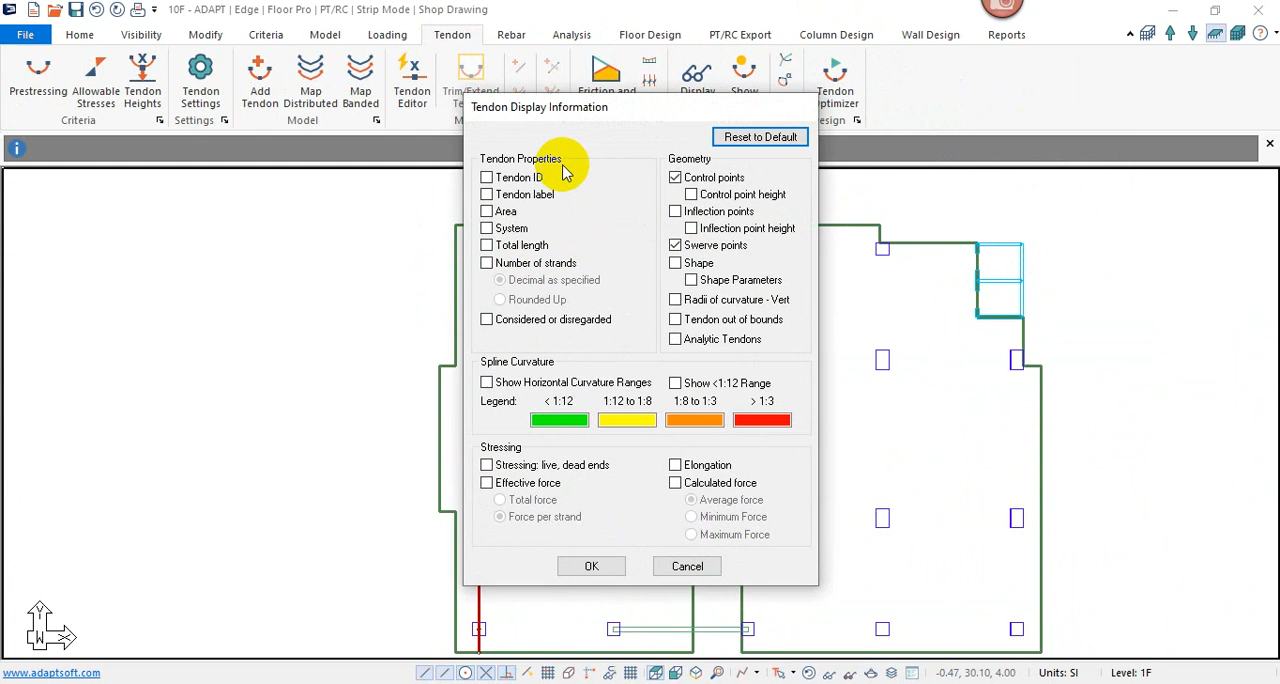 10F - ADAPT | Edge | Floor Pro | PT/RC | Strip Mode | Shop Drawing
File Home Visibility Modify Criteria Model Loading Tendon Rebar Analysis Floor Design PT/RC Export Column Design Wall Design Reports
Prestressing Allowable Stresses Tendon Heights Tendon Settings Add Tendon Map Distributed Map Banded Tendon Editor Trim/Extend Friction and Display Show Tendon Optimizer
Criteria Settings Model
Tendon Display Information
Reset to Default
Tendon Properties
Tendon ID
Tendon label
Area
System
Total length
Number of strands
Decimal as specified
Rounded Up
Considered or disregarded
Geometry
Control points
Control point height
Inflection points
Inflection point height
Swerve points
Shape
Shape Parameters
Radii of curvature - Vert
Tendon out of bounds
Analytic Tendons
Spline Curvature
Show Horizontal Curvature Ranges Show <1:12 Range
Legend: < 1:12 1:12 to 1:8 1:8 to 1:3 > 1:3
Stressing
Stressing: live, dead ends
Effective force
Total force
Force per strand
Elongation
Calculated force
Average force
Minimum Force
Maximum Force
OK Cancel
Y
W X
www.adaptsoft.com -0.47, 30.10, 4.00 Units: SI Level: 1F